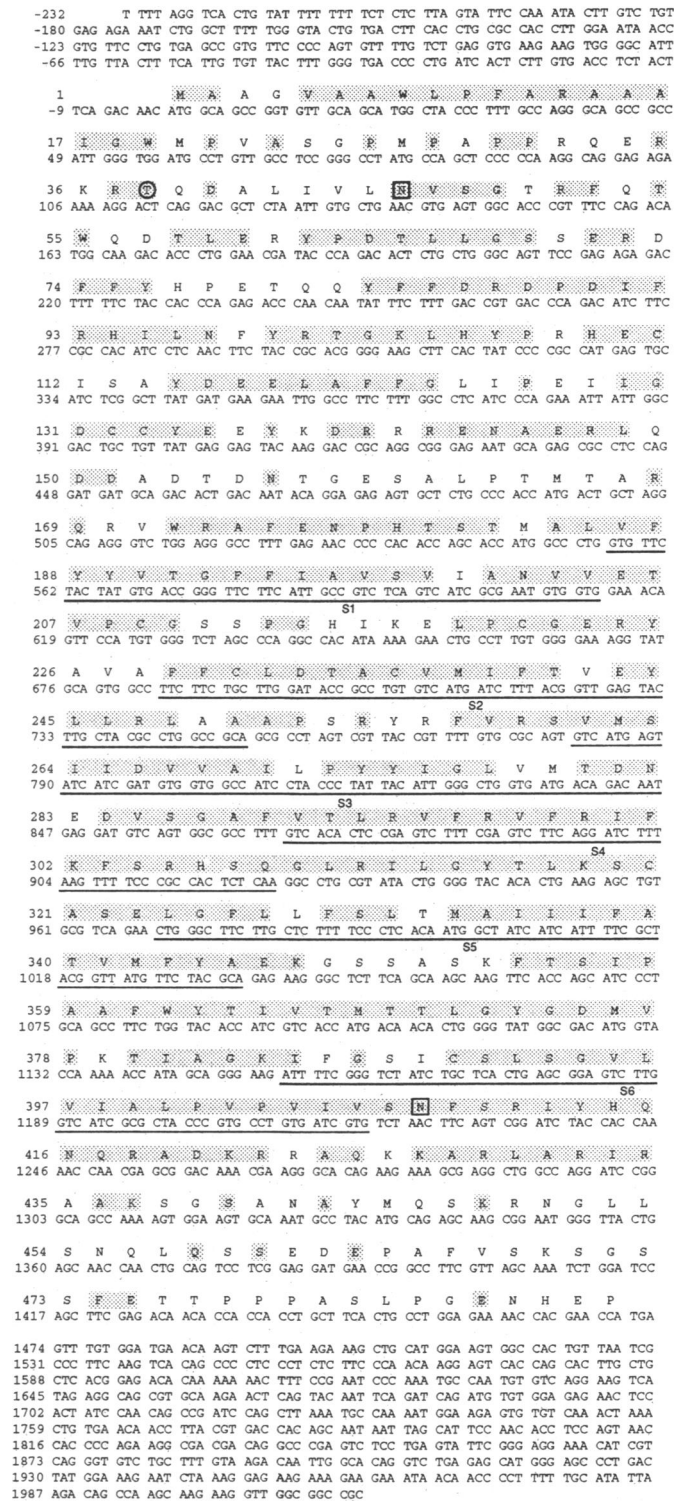 -232 T TTT AGG TCA CTG TAT TTT TTT TCT CTC TTA GTA TTC CAA ATA CTT GTC TGT
-180 GAG AGA AAT CTG GCT TTT TGG GTA CTG TGA CTT CAC CTG CGC CAC CTT GGA ATA ACC
-123 GTG TTC CTG TGA GCC GTG TTC CCC AGT GTT TTG TCT GAG GTG AAG AAG TGG GGC ATT
-66 TTG TTA CTT TCA TTG TGT TAC TTT GGG TGA CCC CTG ATC ACT CTT GTG ACC TCT ACT
1 M A A G V A A W L P F A R A A A
-9 TCA GAC AAC ATG GCA GCC GGT GTT GCA GCA TGG CTA CCC TTT GCC AGG GCA GCC GCC
17 I G W M P V A S G P M P A P P R Q E R
49 ATT GGG TGG ATG CCT GTT GCC TCC GGG CCT ATG CCA GCT CCC CCA AGG CAG GAG AGA
36 K R T Q D A L I V L N V S G T R F Q T
106 AAA AGG ACT CAG GAC GCT CTA ATT GTG CTG AAC GTG AGT GGC ACC CGT TTC CAG ACA
55 W Q D T L E R Y P D T L L G S S E R D
163 TGG CAA GAC ACC CTG GAA CGA TAC CCA GAC ACT CTG CTG GGC AGT TCC GAG AGA GAC
74 F F Y H P E T Q Q Y F F D R D P D I F
220 TTT TTC TAC CAC CCA GAG ACC CAA CAA TAT TTC TTT GAC CGT GAC CCA GAC ATC TTC
93 R H I L N F Y R T G K L H Y P R H E C
277 CGC CAC ATC CTC AAC TTC TAC CGC ACG GGG AAG CTT CAC TAT CCC CGC CAT GAG TGC
112 I S A Y D E E L A F F G L I P E I I G
334 ATC TCG GCT TAT GAT GAA GAA TTG GCC TTC TTT GGC CTC ATC CCA GAA ATT ATT GGC
131 D C C Y E E Y K D R R R E N A E R L Q
391 GAC TGC TGT TAT GAG GAG TAC AAG GAC CGC AGG CGG GAG AAT GCA GAG CGC CTC CAG
150 D D A D T D N T G E S A L P T M T A R
448 GAT GAT GCA GAC ACT GAC AAT ACA GGA GAG AGT GCT CTG CCC ACC ATG ACT GCT AGG
169 Q R V W R A F E N P H T S T M A L V F
505 CAG AGG GTC TGG AGG GCC TTT GAG AAC CCC CAC ACC AGC ACC ATG GCC CTG GTG TTC
188 Y Y V T G F F I A V S V I A N V V E T
562 TAC TAT GTG ACC GGG TTC TTC ATT GCC GTC TCA GTC ATC GCG AAT GTG GTG GAA ACA
S1
207 V P C G S S P G H I K E L P C G E R Y
619 GTT CCA TGT GGG TCT AGC CCA GGC CAC ATA AAA GAA CTG CCT TGT GGG GAA AGG TAT
226 A V A F F C L D T A C V M I F T V E Y
676 GCA GTG GCC TTC TTC TGC TTG GAT ACC GCC TGT GTC ATG ATC TTT ACG GTT GAG TAC
S2
245 L L R L A A A P S R Y R F V R S V M S
733 TTG CTA CGC CTG GCC GCA GCG CCT AGT CGT TAC CGT TTT GTG CGC AGT GTC ATG AGT
264 I I D V V A I L P Y Y I G L V M T D N
790 ATC ATC GAT GTG GTG GCC ATC CTA CCC TAT TAC ATT GGG CTG GTG ATG ACA GAC AAT
S3
283 E D V S G A F V T L R V F R V F R I F
847 GAG GAT GTC AGT GGC GCC TTT GTC ACA CTC CGA GTC TTT CGA GTC TTC AGG ATC TTT
S4
302 K F S R H S Q G L R I L G Y T L K S C
904 AAG TTT TCC CGC CAC TCT CAA GGC CTG CGT ATA CTG GGG TAC ACA CTG AAG AGC TGT
321 A S E L G F L L F S L T M A I I I F A
961 GCG TCA GAA CTG GGC TTC TTG CTC TTT TCC CTC ACA ATG GCT ATC ATC ATT TTC GCT
S5
340 T V M F Y A E K G S S A S K F T S I P
1018 ACG GTT ATG TTC TAC GCA GAG AAG GGC TCT TCA GCA AGC AAG TTC ACC AGC ATC CCT
359 A A F W Y T I V T M T T L G Y G D M V
1075 GCA GCC TTC TGG TAC ACC ATC GTC ACC ATG ACA ACA CTG GGG TAT GGC GAC ATG GTA
378 P K T I A G K I F G S I C S L S G V L
1132 CCA AAA ACC ATA GCA GGG AAG ATT TTC GGG TCT ATC TGC TCA CTG AGC GGA GTC TTG
S6
397 V I A L P V P V I V S N F S R I Y H Q
1189 GTC ATC GCG CTA CCC GTG CCT GTG ATC GTG TCT AAC TTC AGT CGG ATC TAC CAC CAA
416 N Q R A D K R R A Q K K A R L A R I R
1246 AAC CAA CGA GCG GAC AAA CGA AGG GCA CAG AAG AAA GCG AGG CTG GCC AGG ATC CGG
435 A A K S G S A N A Y M Q S K R N G L L
1303 GCA GCC AAA AGT GGA AGT GCA AAT GCC TAC ATG CAG AGC AAG CGG AAT GGG TTA CTG
454 S N Q L Q S S E D E P A F V S K S G S
1360 AGC AAC CAA CTG CAG TCC TCG GAG GAT GAA CCG GCC TTC GTT AGC AAA TCT GGA TCC
473 S F E T T P P P A S L P G E N H E P
1417 AGC TTC GAG ACA ACA CCA CCA CCT GCT TCA CTG CCT GGA GAA AAC CAC GAA CCA TGA
1474 GTT TGT GGA TGA ACA AGT CTT TGA AGA AAG CTG CAT GGA AGT GGC CAC TGT TAA TCG
1531 CCC TTC AAG TCA CAG CCC CTC CCT CTC TTC CCA ACA AGG AGT CAC CAG CAC TTG CTG
1588 CTC ACG GAG ACA CAA AAA AAC TTT CCG AAT CCC AAA TGC CAA TGT GTC AGG AAG TCA
1645 TAG AGG CAG CGT GCA AGA ACT CAG TAC AAT TCA GAT CAG ATG TGT GGA GAG AAC TCC
1702 ACT ATC CAA CAG CCG ATC CAG CTT AAA TGC CAA AAT GGA AGA GTG TGT CAA ACT AAA
1759 CTG TGA ACA ACC TTA CGT GAC CAC AGC AAT AAT TAG CAT TCC AAC ACC TCC AGT AAC
1816 CAC CCC AGA AGG CGA CGA CAG GCC CGA GTC TCC TGA GTA TTC GGG AGG AAA CAT CGT
1873 CAG GGT GTC TGC TTT GTA AGA CAA TTG GCA CAG GTC TGA GAG CAT GGG AGC CCT GAC
1930 TAT GGA AGA AAT CTA AAG GAG AAG AAA GAA GAA ATA ACA ACC CCT TTT TGC ATA TTA
1987 AGA CAG CCA AGC AAG AAG GTT GGC GGC CGC